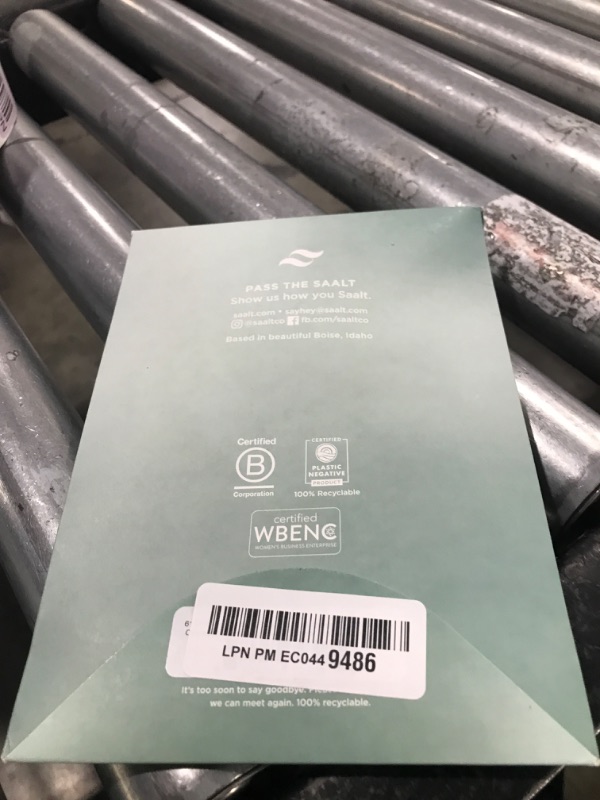 PASS THE SAALT
Show us how you Saalt.
saalt.com • sayhey@saalt.com
@saaltco fb.com/saaltco
Based in beautiful Boise, Idaho
Certified
B
Corporation
CERTIFIED
PLASTIC
NEGATIVE
PRODUCT
100% Recyclable
certified
WBENC
WOMEN'S BUSINESS ENTERPRISE
LPN PM EC044 9486
It's too soon to say goodbye.
we can meet again. 100% recyclable.